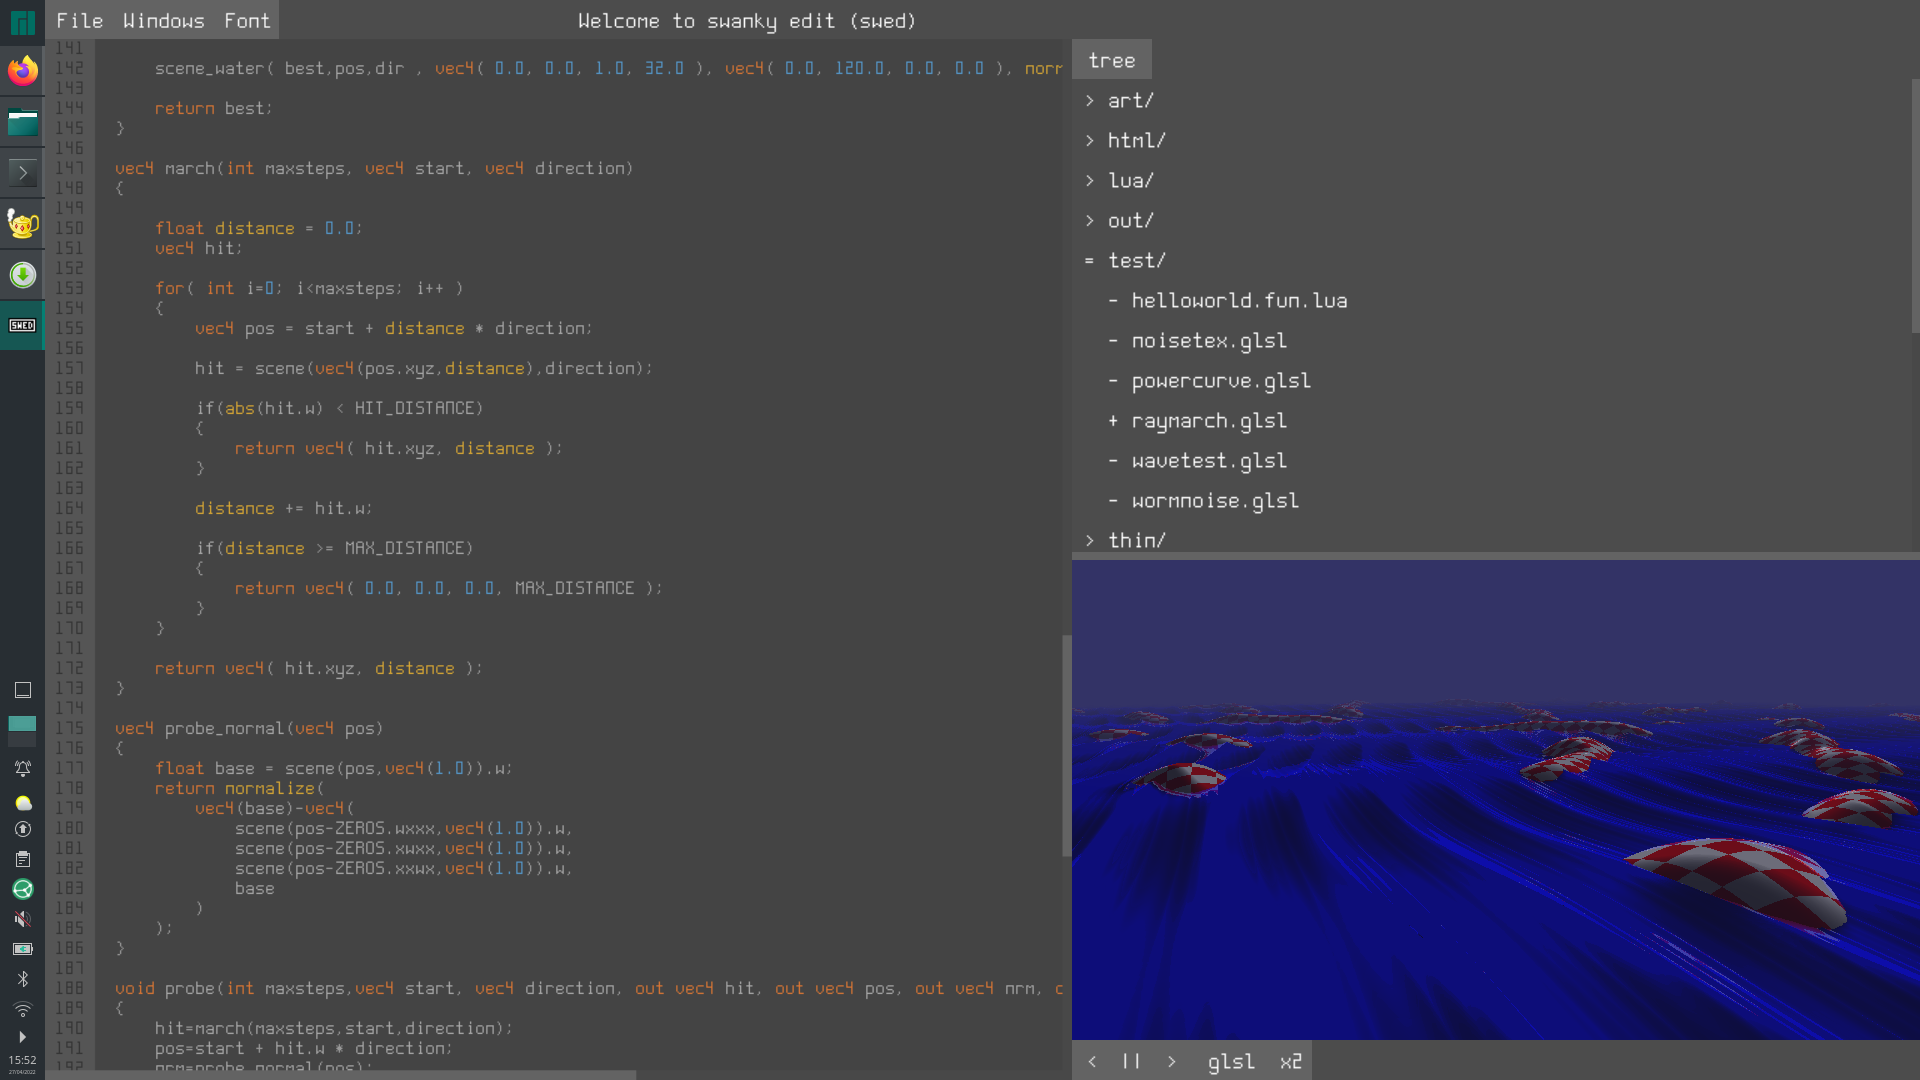 File Windows Font
Welcome to swanky edit (swed)
141
142 scene_water( best,pos,dir , vec4( 0.0, 0.0, 1.0, 32.0 ), vec4( 0.0, 120.0, 0.0, 0.0 ), norm
143
144 return best;
145 }
146
147 vec4 march(int maxsteps, vec4 start, vec4 direction)
148 {
149
150 float distance = 0.0;
151 vec4 hit;
152
153 for( int i=0; i<maxsteps; i++ )
154 {
155 vec4 pos = start + distance * direction;
156
157 hit = scene(vec4(pos.xyz,distance),direction);
158
159 if(abs(hit.w) < HIT_DISTANCE)
160 {
161 return vec4( hit.xyz, distance );
162 }
163
164 distance += hit.w;
165
166 if(distance >= MAX_DISTANCE)
167 {
168 return vec4( 0.0, 0.0, 0.0, MAX_DISTANCE );
169 }
170 }
171
172 return vec4( hit.xyz, distance );
173 }
174
175 vec4 probe_normal(vec4 pos)
176 {
177 float base = scene(pos,vec4(1.0)).w;
178 return normalize(
179 vec4(base)-vec4(
180 scene(pos-ZEROS.wxxx,vec4(1.0)).w,
181 scene(pos-ZEROS.xwxx,vec4(1.0)).w,
182 scene(pos-ZEROS.xxwx,vec4(1.0)).w,
183 base
184 )
185 );
186 }
187
188 void probe(int maxsteps,vec4 start, vec4 direction, out vec4 hit, out vec4 pos, out vec4 nrm, o
189 {
190 hit=march(maxsteps,start,direction);
191 pos=start + hit.w * direction;
192 nrm=probe_normal(pos);
tree
> art/
> html/
> lua/
> out/
= test/
- helloworld.fun.lua
- noisetex.glsl
- powercurve.glsl
+ raymarch.glsl
- wavetest.glsl
- wormnoise.glsl
> thin/
< || > glsl x2
SWED
15:52
27/04/2022